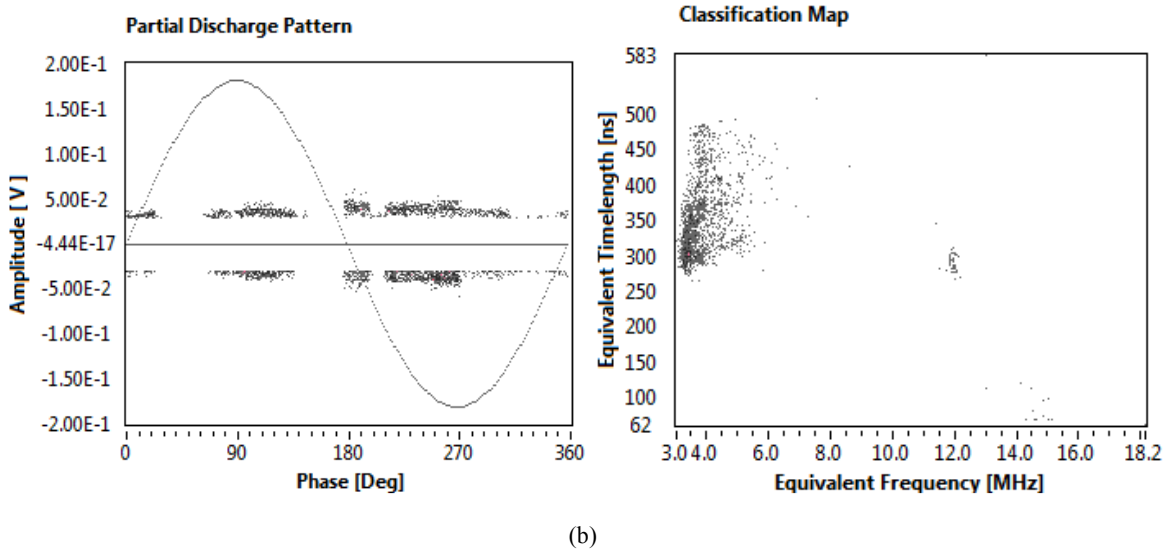 Partial Discharge Pattern
Amplitude [ V ]
2.00E-1
1.50E-1
1.00E-1
5.00E-2
-4.44E-17
-5.00E-2
-1.00E-1
-1.50E-1
-2.00E-1
0 90 180 270 360
Phase [Deg]
Classification Map
Equivalent Timelength [ns]
583
500
450
400
350
300
250
200
150
100
62
3.0 4.0 6.0 8.0 10.0 12.0 14.0 16.0 18.2
Equivalent Frequency [MHz]
(b)